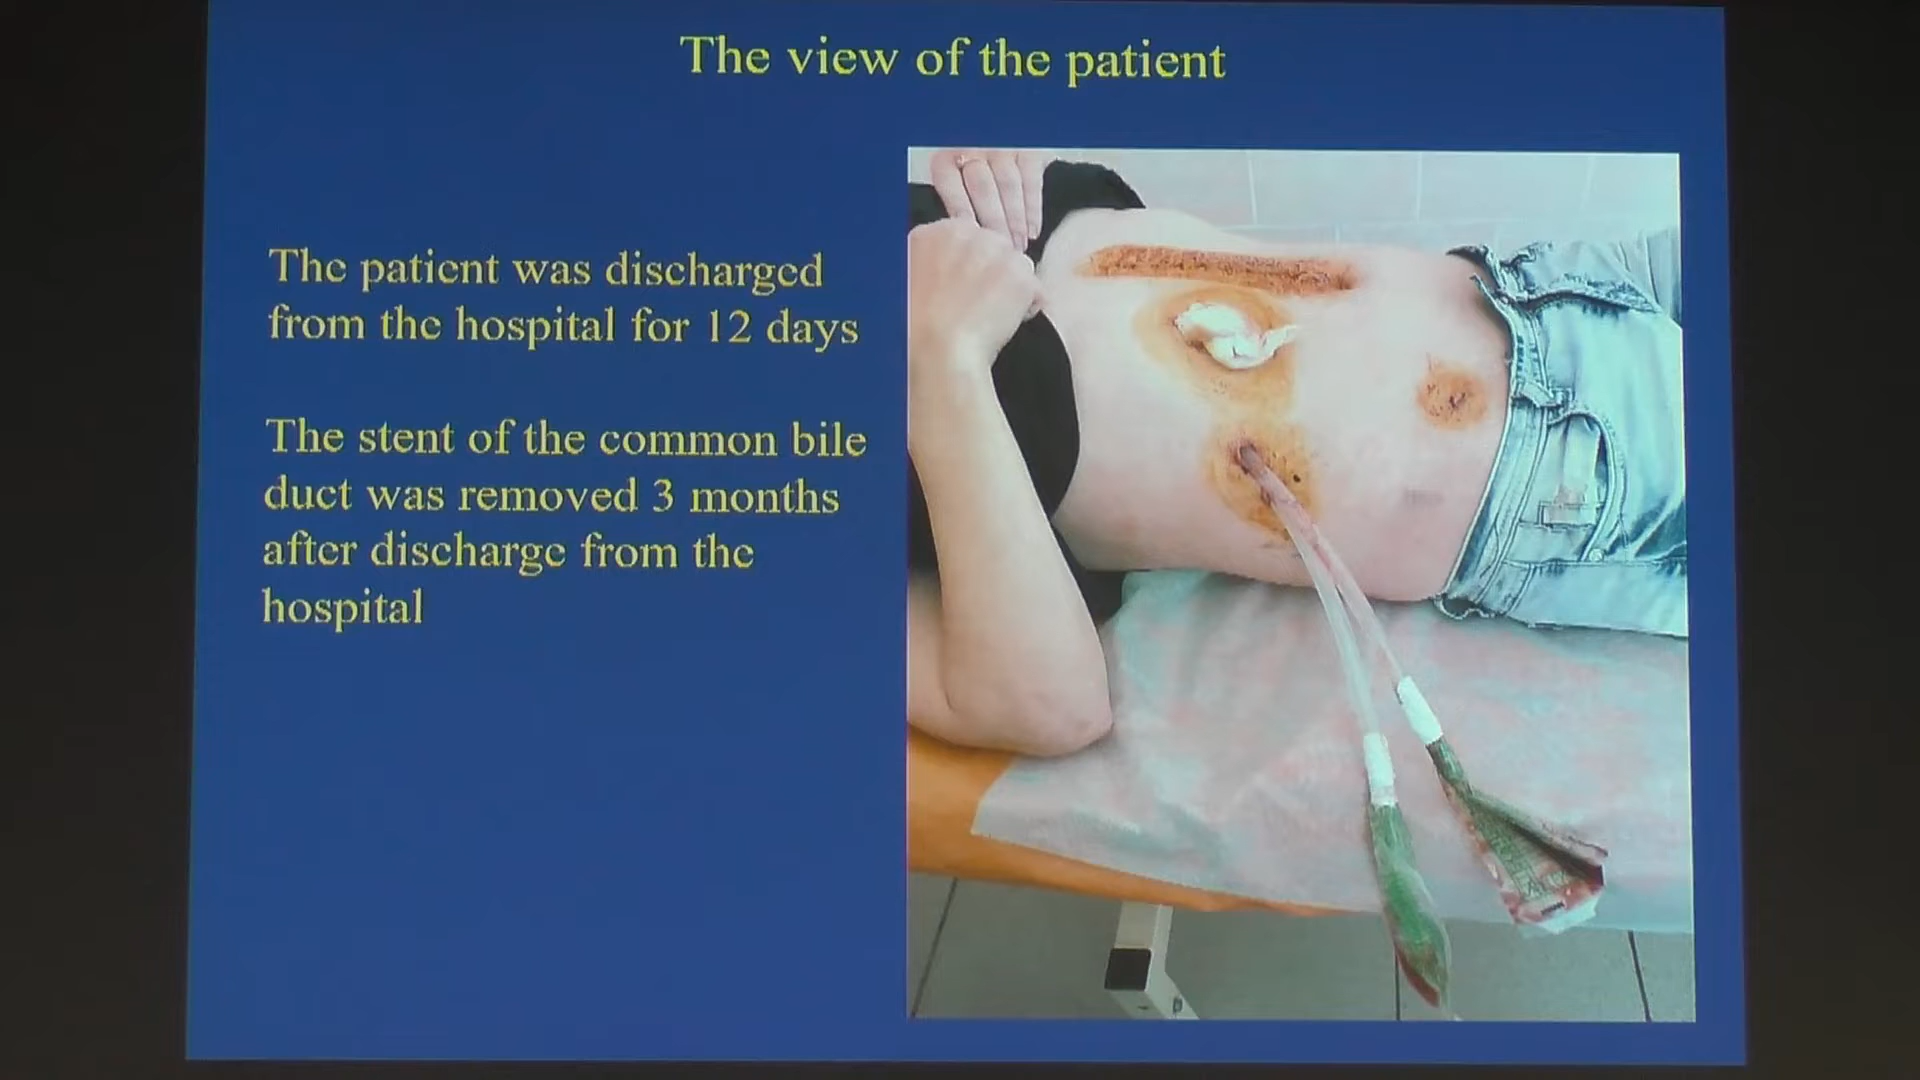 The view of the patient
The patient was discharged
from the hospital for 12 days
The stent of the common bile
duct was removed 3 months
after discharge from the
hospital